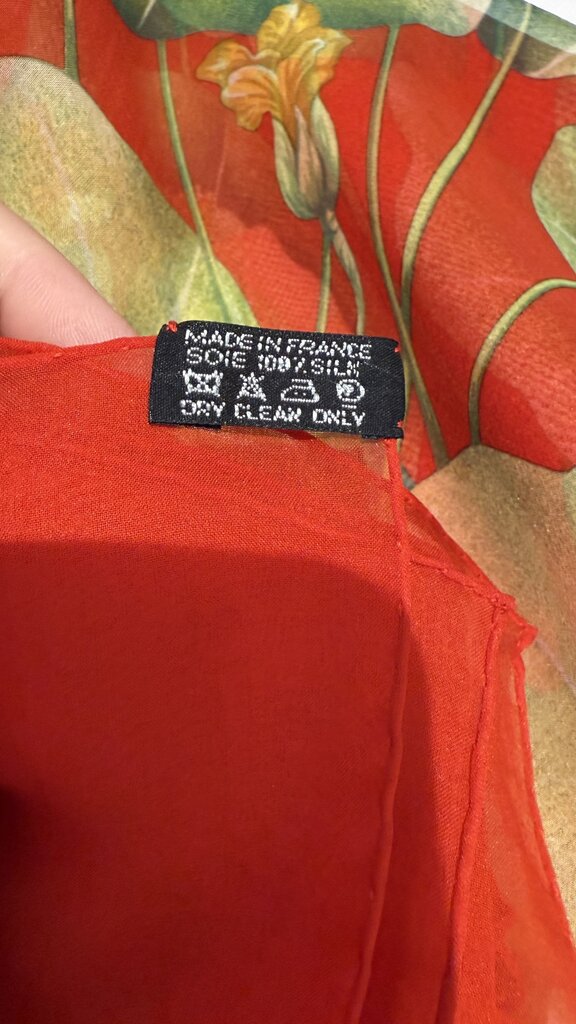 MADE IN FRANCE
SOIE 100% SILK
DRY CLEAN ONLY